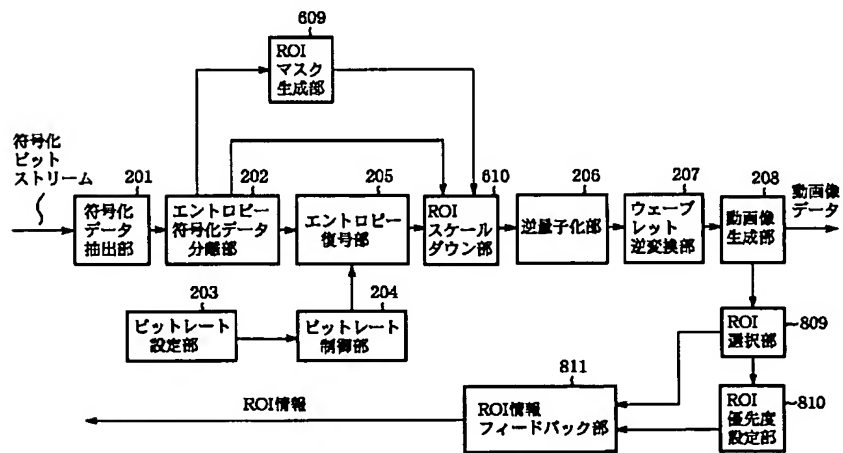 609
ROI
マスク
生成部
符号化
ビット
ストリーム
201
符号化
データ
抽出部
202
エントロピー
符号化データ
分離部
205
エントロピー
復号部
610
ROI
スケール
ダウン部
206
逆量子化部
207
ウェーブ
レット
逆変換部
208
動画像
生成部
動画像
データ
203
ビットレート
設定部
204
ビットレート
制御部
ROI
選択部
809
811
ROI情報
フィードバック部
ROI
優先度
設定部
810
ROI情報